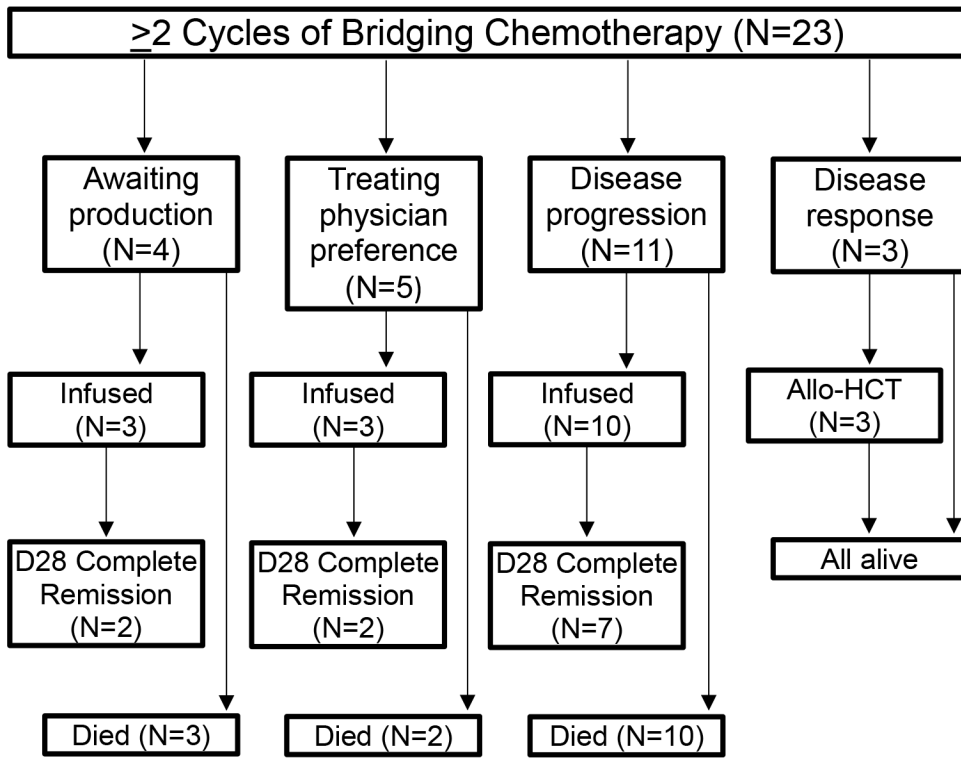 ≥2 Cycles of Bridging Chemotherapy (N=23)
Awaiting
production
(N=4)
Treating
physician
preference
(N=5)
Disease
progression
(N=11)
Disease
response
(N=3)
Infused
(N=3)
Infused
(N=3)
Infused
(N=10)
Allo-HCT
(N=3)
D28 Complete
Remission
(N=2)
D28 Complete
Remission
(N=2)
D28 Complete
Remission
(N=7)
All alive
Died (N=3)
Died (N=2)
Died (N=10)